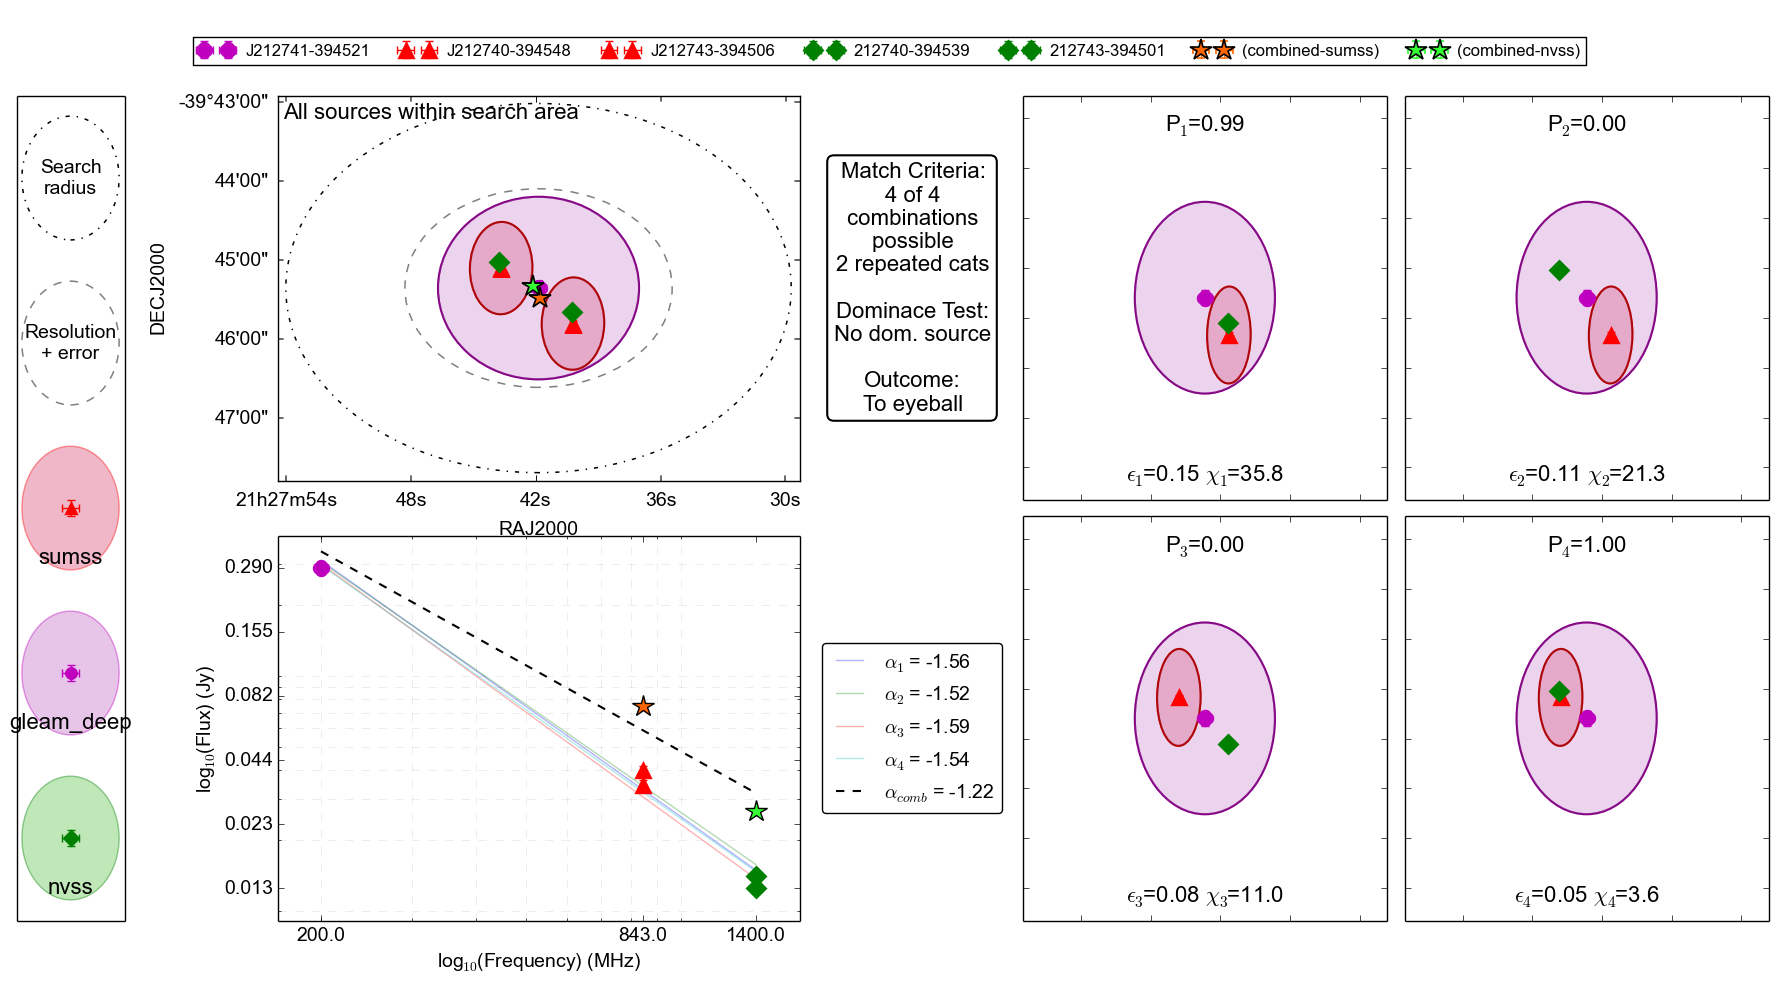 J212741-394521 J212740-394548 J212743-394506 212740-394539 212743-394501 (combined-sumss) (combined-nvss)
Search
radius
Resolution
+ error
sumss
gleam_deep
nvss
All sources within search area
DECJ2000
-39°43'00"
44'00"
45'00"
46'00"
47'00"
21h27m54s 48s 42s 36s 30s
RAJ2000
Match Criteria:
4 of 4
combinations
possible
2 repeated cats
Dominace Test:
No dom. source
Outcome:
To eyeball
P1=0.99
ϵ1=0.15 χ1=35.8
P2=0.00
ϵ2=0.11 χ2=21.3
log10(Flux) (Jy)
0.290
0.155
0.082
0.044
0.023
0.013
200.0 843.0 1400.0
log10(Frequency) (MHz)
α1 = -1.56
α2 = -1.52
α3 = -1.59
α4 = -1.54
αcomb = -1.22
P3=0.00
ϵ3=0.08 χ3=11.0
P4=1.00
ϵ4=0.05 χ4=3.6